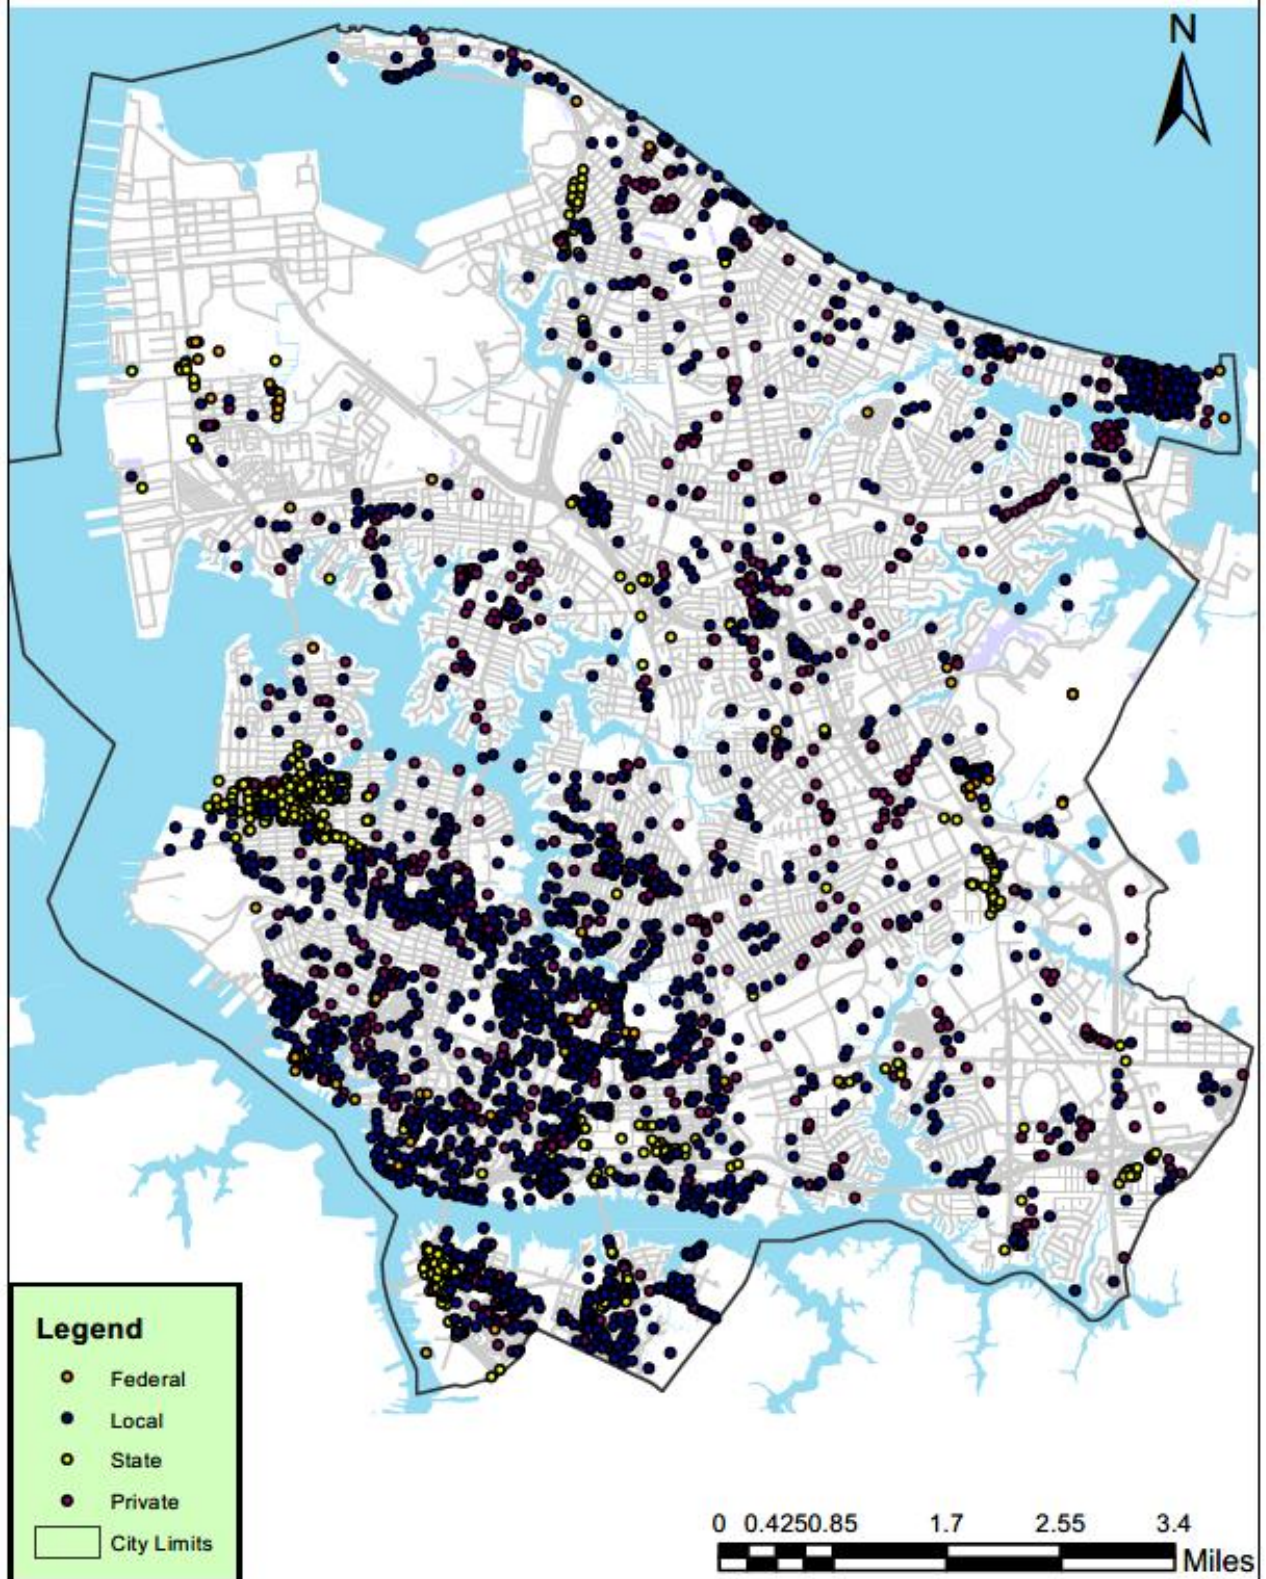 N
Legend
Federal
Local
State
Private
City Limits
0 0.4250.85 1.7 2.55 3.4
Miles